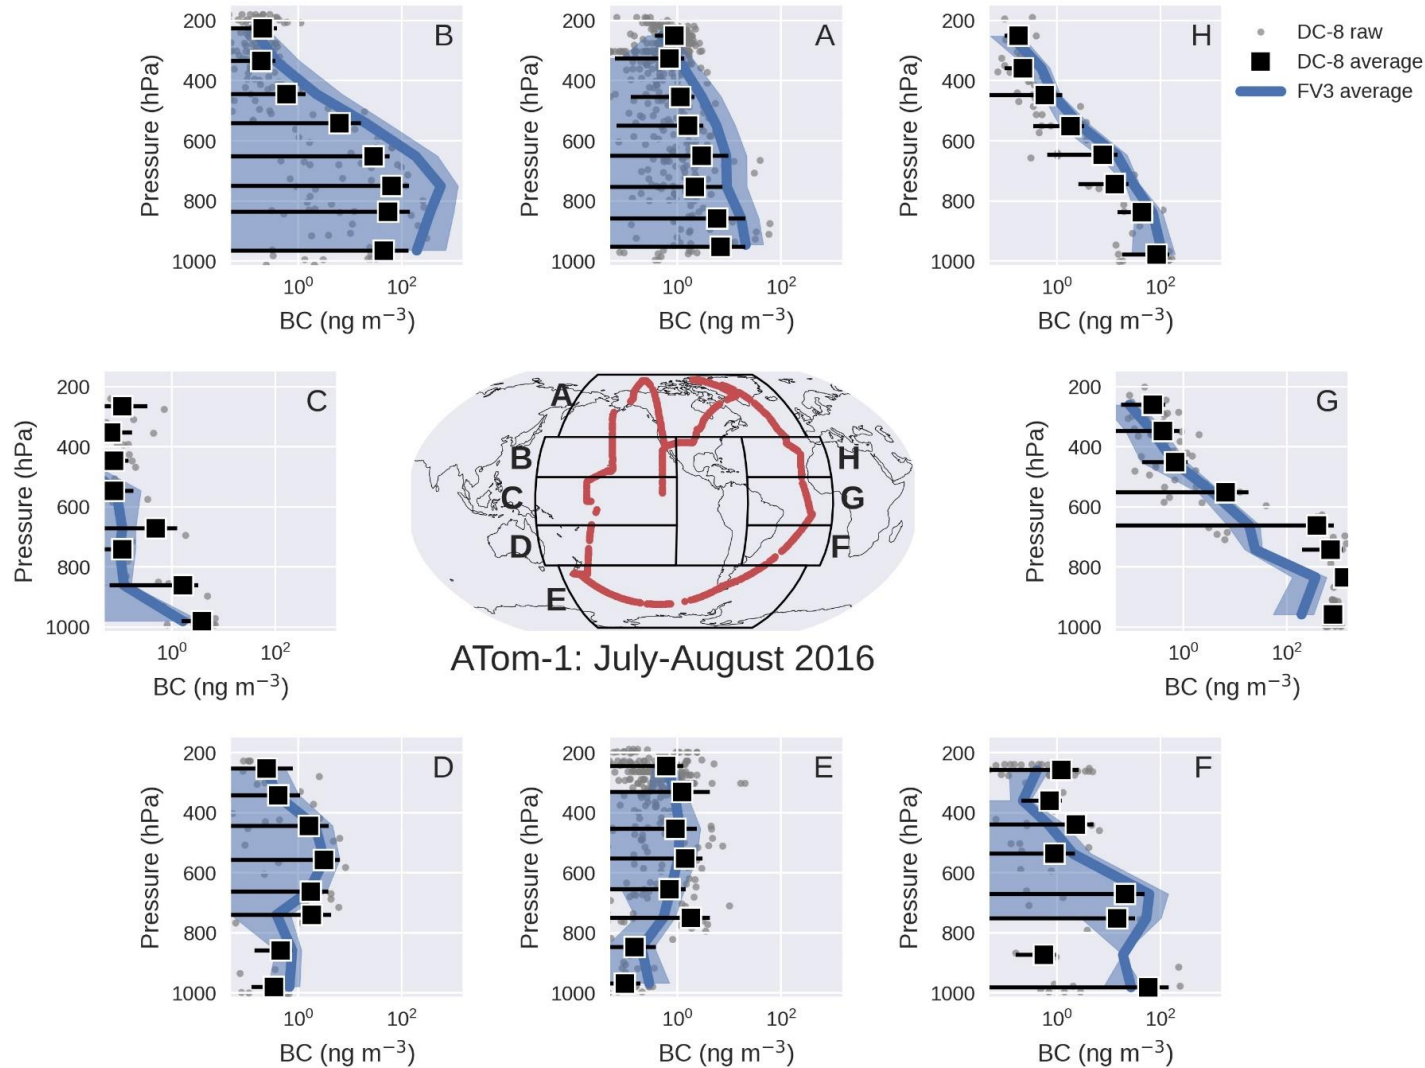 B
200
400
600
800
1000
Pressure (hPa)
10⁰ 10²
BC (ng m⁻³)
A
200
400
600
800
1000
Pressure (hPa)
10⁰ 10²
BC (ng m⁻³)
H
200
400
600
800
1000
Pressure (hPa)
10⁰ 10²
BC (ng m⁻³)
DC-8 raw
DC-8 average
FV3 average
C
200
400
600
800
1000
Pressure (hPa)
10⁰ 10²
BC (ng m⁻³)
A
B H
C G
D F
E
ATom-1: July-August 2016
G
200
400
600
800
1000
Pressure (hPa)
10⁰ 10²
BC (ng m⁻³)
D
200
400
600
800
1000
Pressure (hPa)
10⁰ 10²
BC (ng m⁻³)
E
200
400
600
800
1000
Pressure (hPa)
10⁰ 10²
BC (ng m⁻³)
F
200
400
600
800
1000
Pressure (hPa)
10⁰ 10²
BC (ng m⁻³)